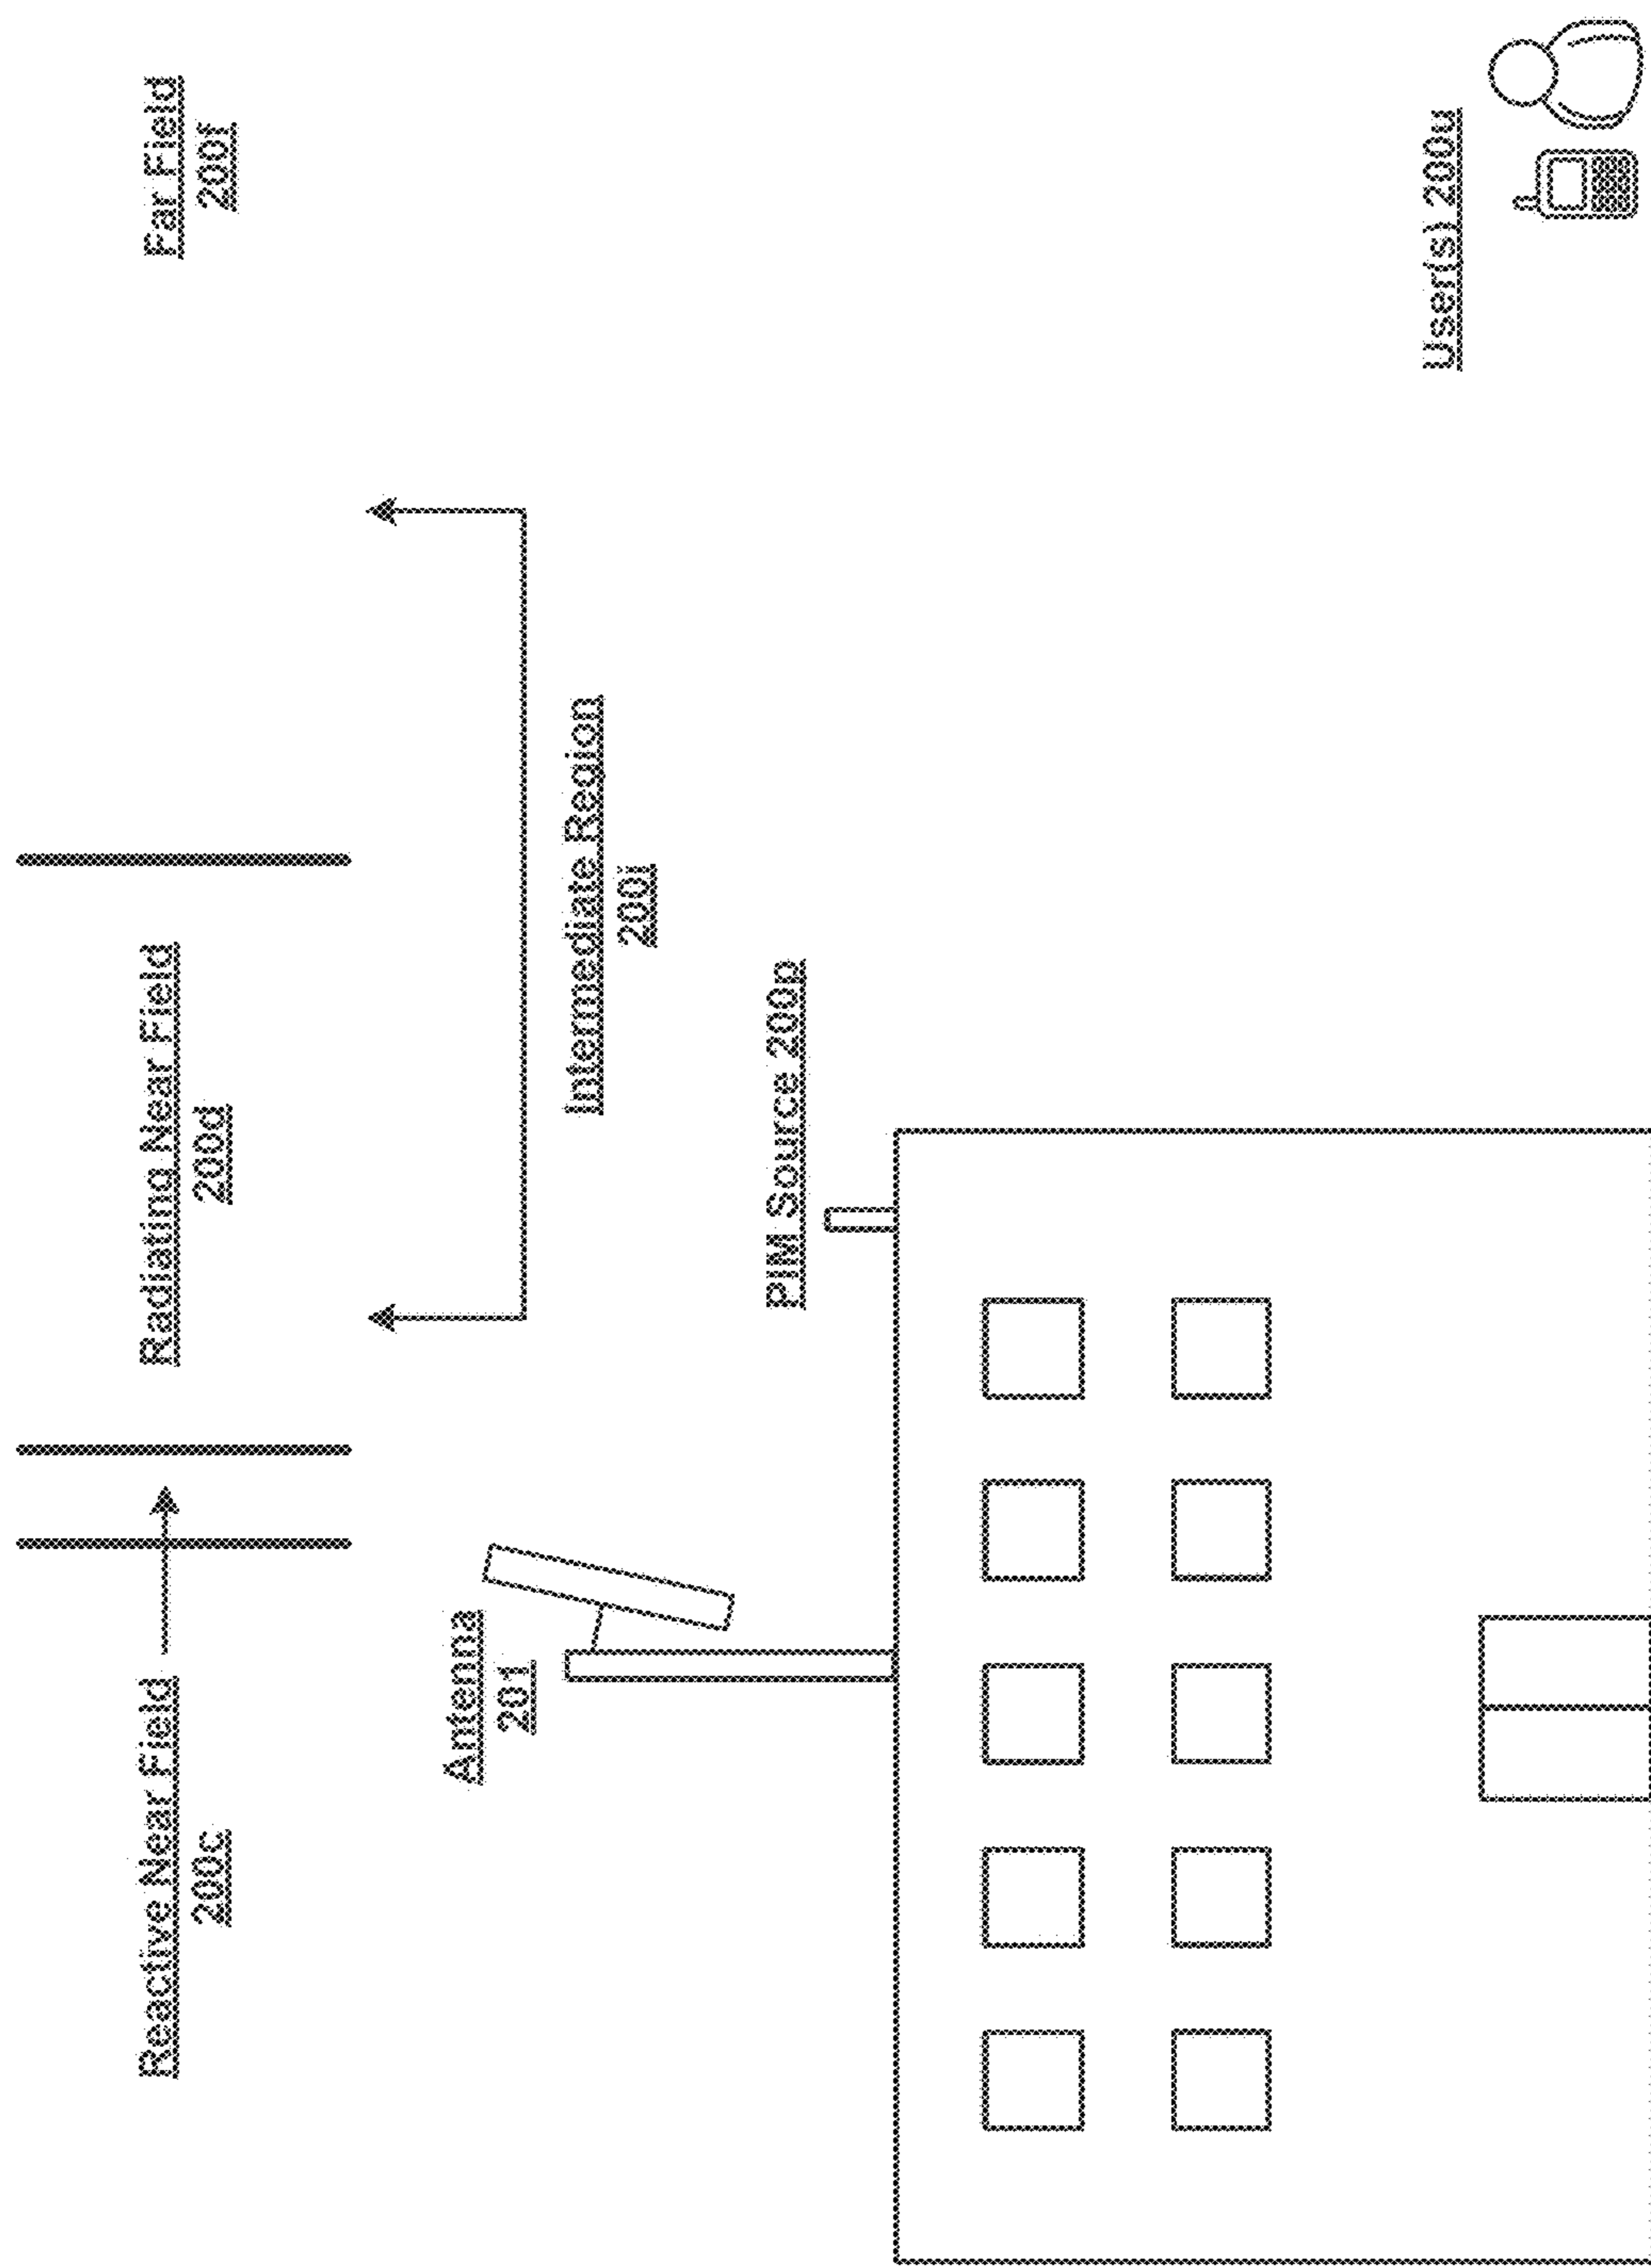 Reactive Near Field
200c
Radiating Near Field
200d
Far Field
200f
Antenna
201
Intermediate Region
200i
PIM Source 200p
User(s) 200u